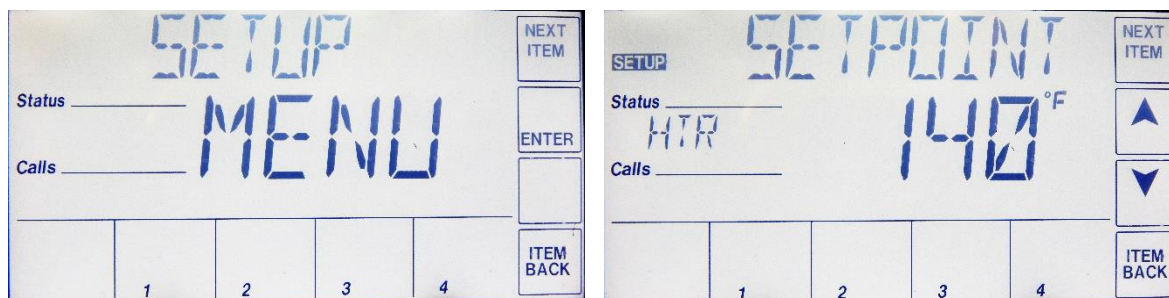 SETUP
NEXT
ITEM
Status
MENU
ENTER
Calls
ITEM
BACK
1 2 3 4
SETPOINT
NEXT
ITEM
SETUP
Status
HTR
140 °F
Calls
ITEM
BACK
1 2 3 4